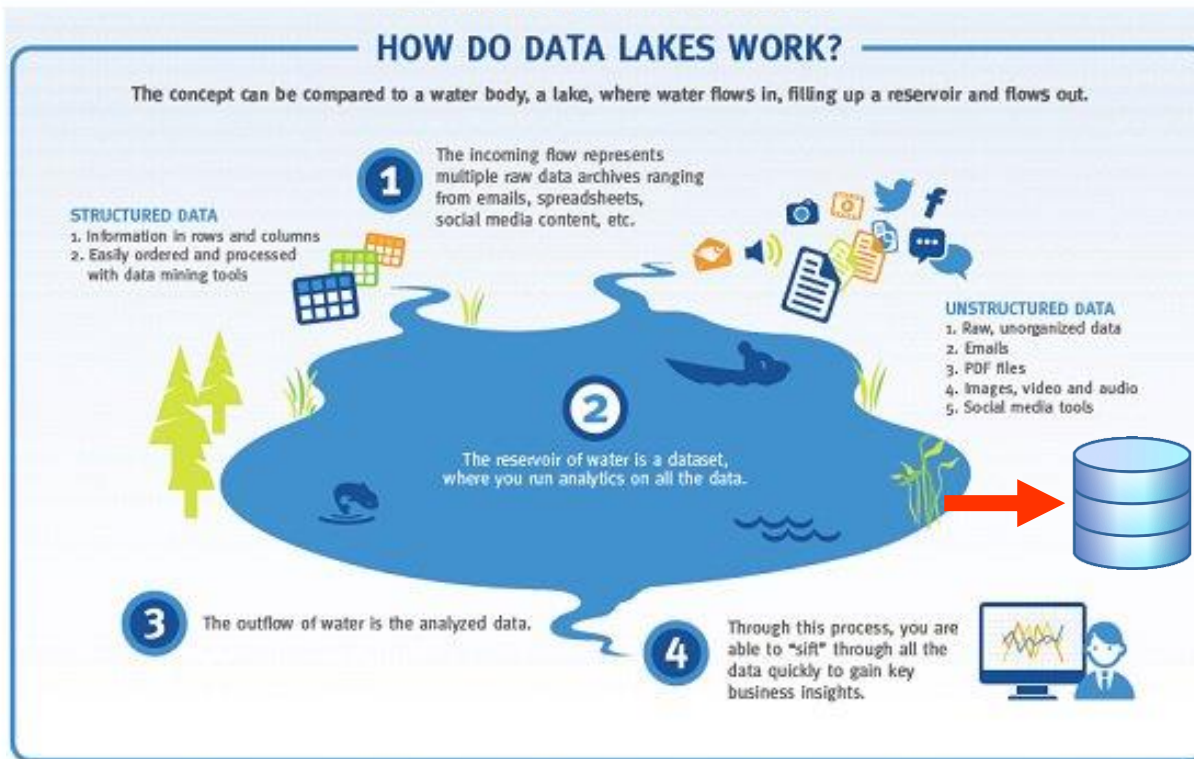 HOW DO DATA LAKES WORK?
The concept can be compared to a water body, a lake, where water flows in, filling up a reservoir and flows out.
1
The incoming flow represents
multiple raw data archives ranging
from emails, spreadsheets,
social media content, etc.
STRUCTURED DATA
1. Information in rows and columns
2. Easily ordered and processed
with data mining tools
UNSTRUCTURED DATA
1. Raw, unorganized data
2. Emails
3. PDF files
4. Images, video and audio
5. Social media tools
2
The reservoir of water is a dataset,
where you run analytics on all the data.
3
The outflow of water is the analyzed data.
4
Through this process, you are
able to "sift" through all the
data quickly to gain key
business insights.